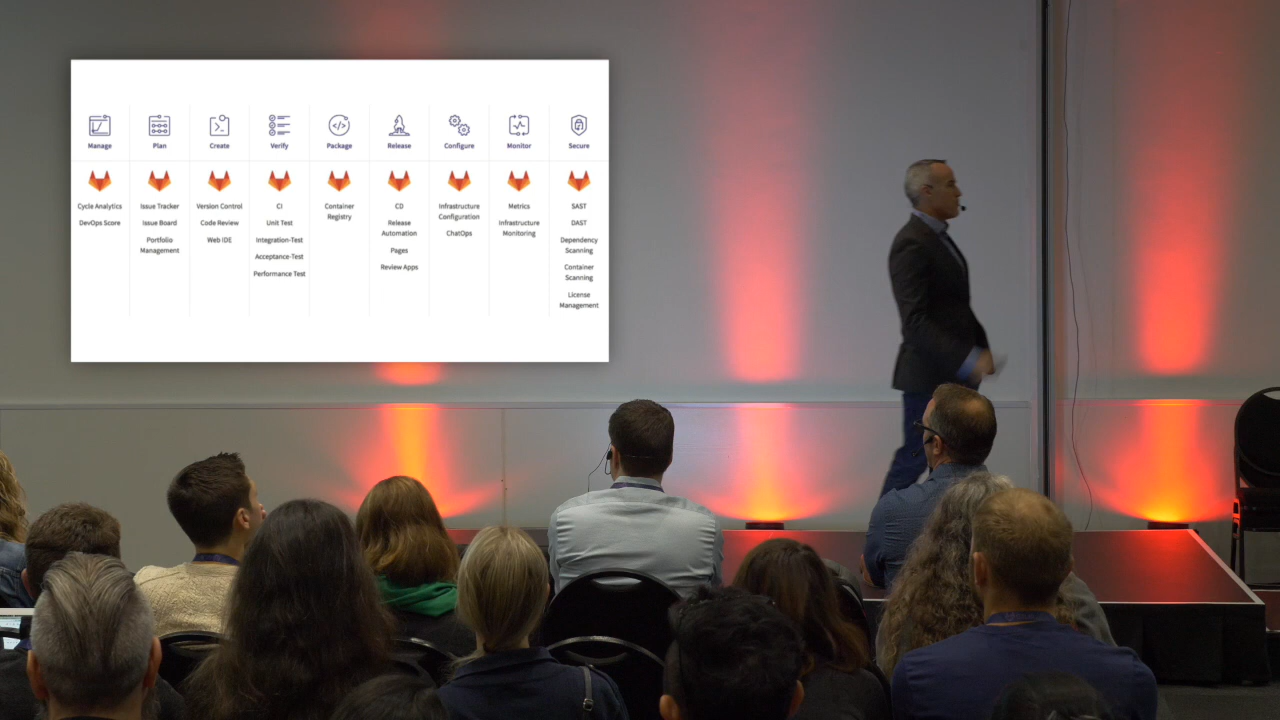 Manage
Plan
Create
Verify
Package
Release
Configure
Monitor
Secure
Cycle Analytics
DevOps Score
Issue Tracker
Issue Board
Portfolio
Management
Version Control
Code Review
Web IDE
CI
Unit Test
Integration-Test
Acceptance-Test
Performance Test
Container
Registry
CD
Release
Automation
Pages
Review Apps
Infrastructure
Configuration
ChatOps
Metrics
Infrastructure
Monitoring
SAST
DAST
Dependency
Scanning
Container
Scanning
License
Management